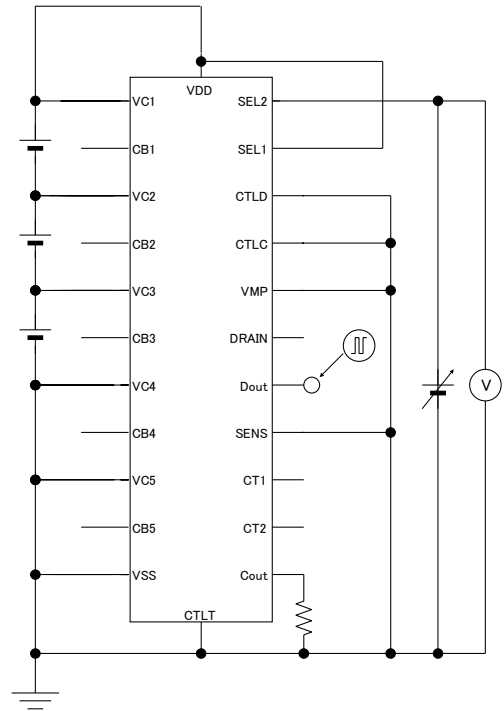 VDD
VC1
SEL2
CB1
SEL1
VC2
CTLD
CB2
CTLC
VC3
VMP
CB3
DRAIN
VC4
Dout
V
CB4
SENS
VC5
CT1
CB5
CT2
VSS
Cout
CTLT